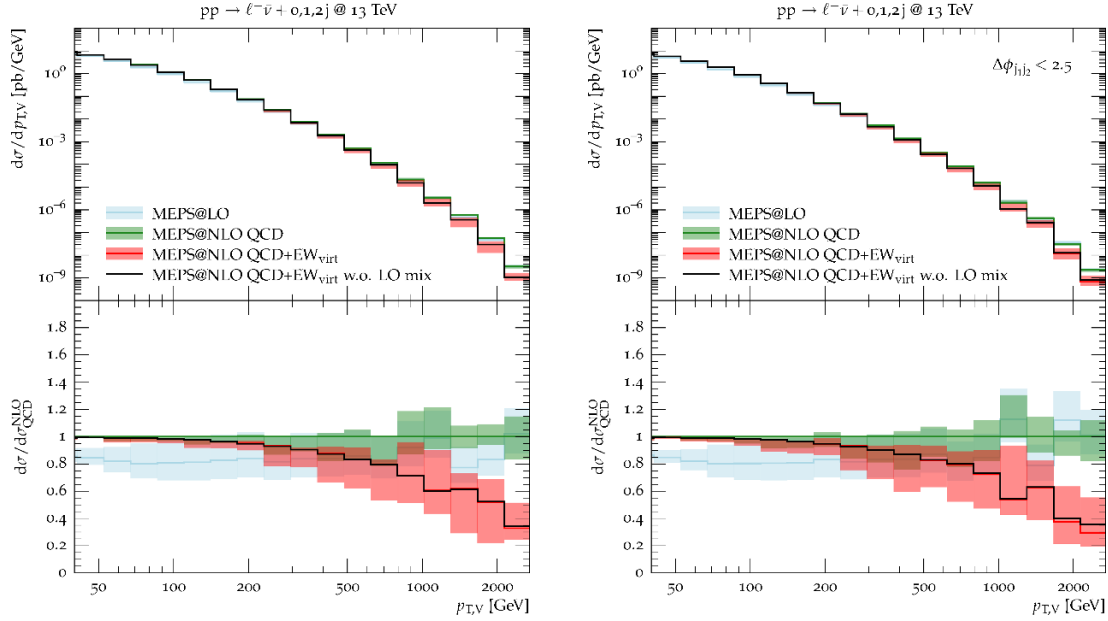 pp → ℓ⁻ν̄ + 0,1,2j @ 13 TeV
dσ/dp_T,V [pb/GeV]
10⁰
10⁻³
10⁻⁶
10⁻⁹
MEPS@LO
MEPS@NLO QCD
MEPS@NLO QCD+EW_virt
MEPS@NLO QCD+EW_virt w.o. LO mix
dσ/dσ_QCD^NLO
1.8
1.6
1.4
1.2
1
0.8
0.6
0.4
0.2
0
50 100 200 500 1000 2000
p_T,V [GeV]
pp → ℓ⁻ν̄ + 0,1,2j @ 13 TeV
Δϕ_j₁j₂ < 2.5
dσ/dp_T,V [pb/GeV]
10⁰
10⁻³
10⁻⁶
10⁻⁹
MEPS@LO
MEPS@NLO QCD
MEPS@NLO QCD+EW_virt
MEPS@NLO QCD+EW_virt w.o. LO mix
dσ/dσ_QCD^NLO
1.8
1.6
1.4
1.2
1
0.8
0.6
0.4
0.2
0
50 100 200 500 1000 2000
p_T,V [GeV]